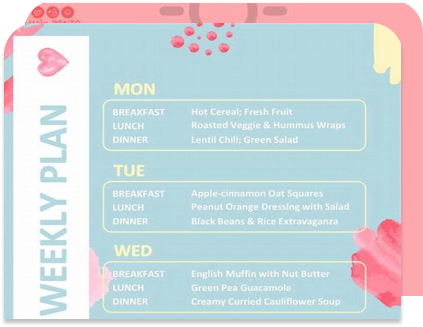 WEEKLY PLAN
MON
BREAKFAST Hot Cereal; Fresh Fruit
LUNCH Roasted Veggie & Hummus Wraps
DINNER Lentil Chili; Green Salad
TUE
BREAKFAST Apple-cinnamon Oat Squares
LUNCH Peanut Orange Dressing with Salad
DINNER Black Beans & Rice Extravaganza
WED
BREAKFAST English Muffin with Nut Butter
LUNCH Green Pea Guacamole
DINNER Creamy Curried Cauliflower Soup